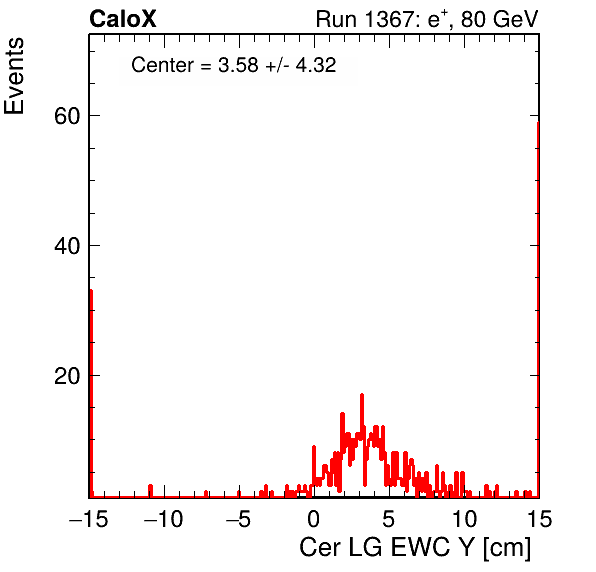 CaloX
Run 1367: e⁺, 80 GeV
Center = 3.58 +/- 4.32
Events
60
40
20
−15 −10 −5 0 5 10 15
Cer LG EWC Y [cm]